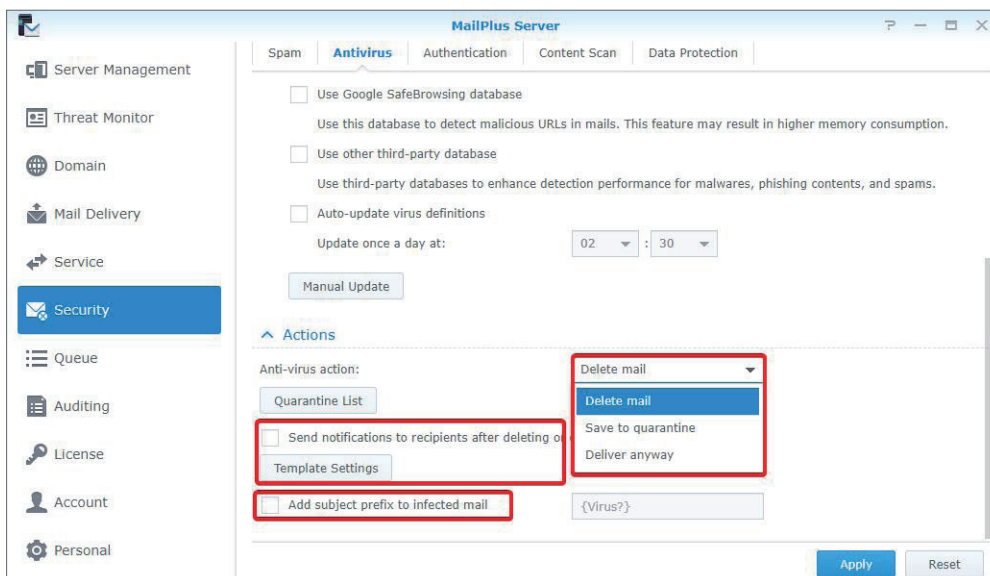 MailPlus Server
Spam Antivirus Authentication Content Scan Data Protection
Server Management
Threat Monitor
Domain
Mail Delivery
Service
Security
Queue
Auditing
License
Account
Personal
Use Google SafeBrowsing database
Use this database to detect malicious URLs in mails. This feature may result in higher memory consumption.
Use other third-party database
Use third-party databases to enhance detection performance for malwares, phishing contents, and spams.
Auto-update virus definitions
Update once a day at: 02 : 30
Manual Update
Actions
Anti-virus action: Delete mail
Delete mail
Save to quarantine
Deliver anyway
Quarantine List
Send notifications to recipients after deleting or
Template Settings
Add subject prefix to infected mail {Virus?}
Apply Reset